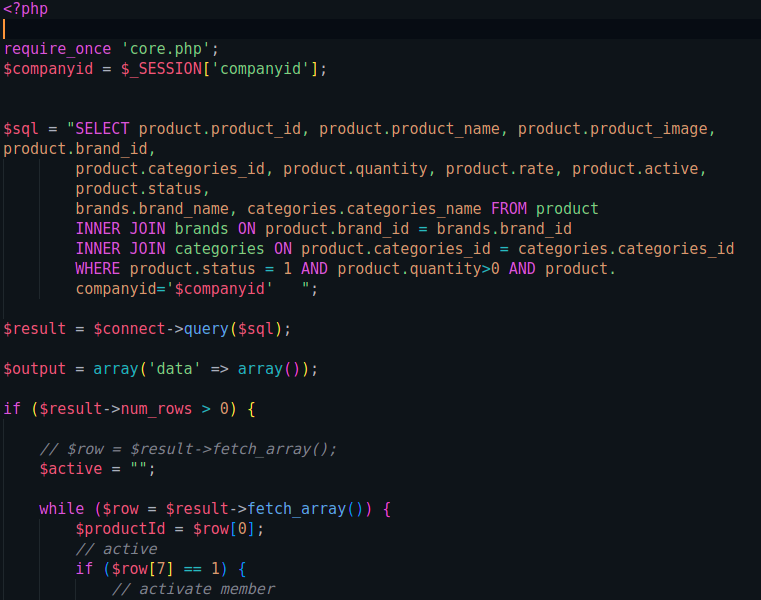 <?php
require_once 'core.php';
$companyid = $_SESSION['companyid'];
$sql = "SELECT product.product_id, product.product_name, product.product_image,
product.brand_id,
product.categories_id, product.quantity, product.rate, product.active,
product.status,
brands.brand_name, categories.categories_name FROM product
INNER JOIN brands ON product.brand_id = brands.brand_id
INNER JOIN categories ON product.categories_id = categories.categories_id
WHERE product.status = 1 AND product.quantity>0 AND product.
companyid='$companyid'   ";
$result = $connect->query($sql);
$output = array('data' => array());
if ($result->num_rows > 0) {
// $row = $result->fetch_array();
$active = "";
while ($row = $result->fetch_array()) {
$productId = $row[0];
// active
if ($row[7] == 1) {
// activate member